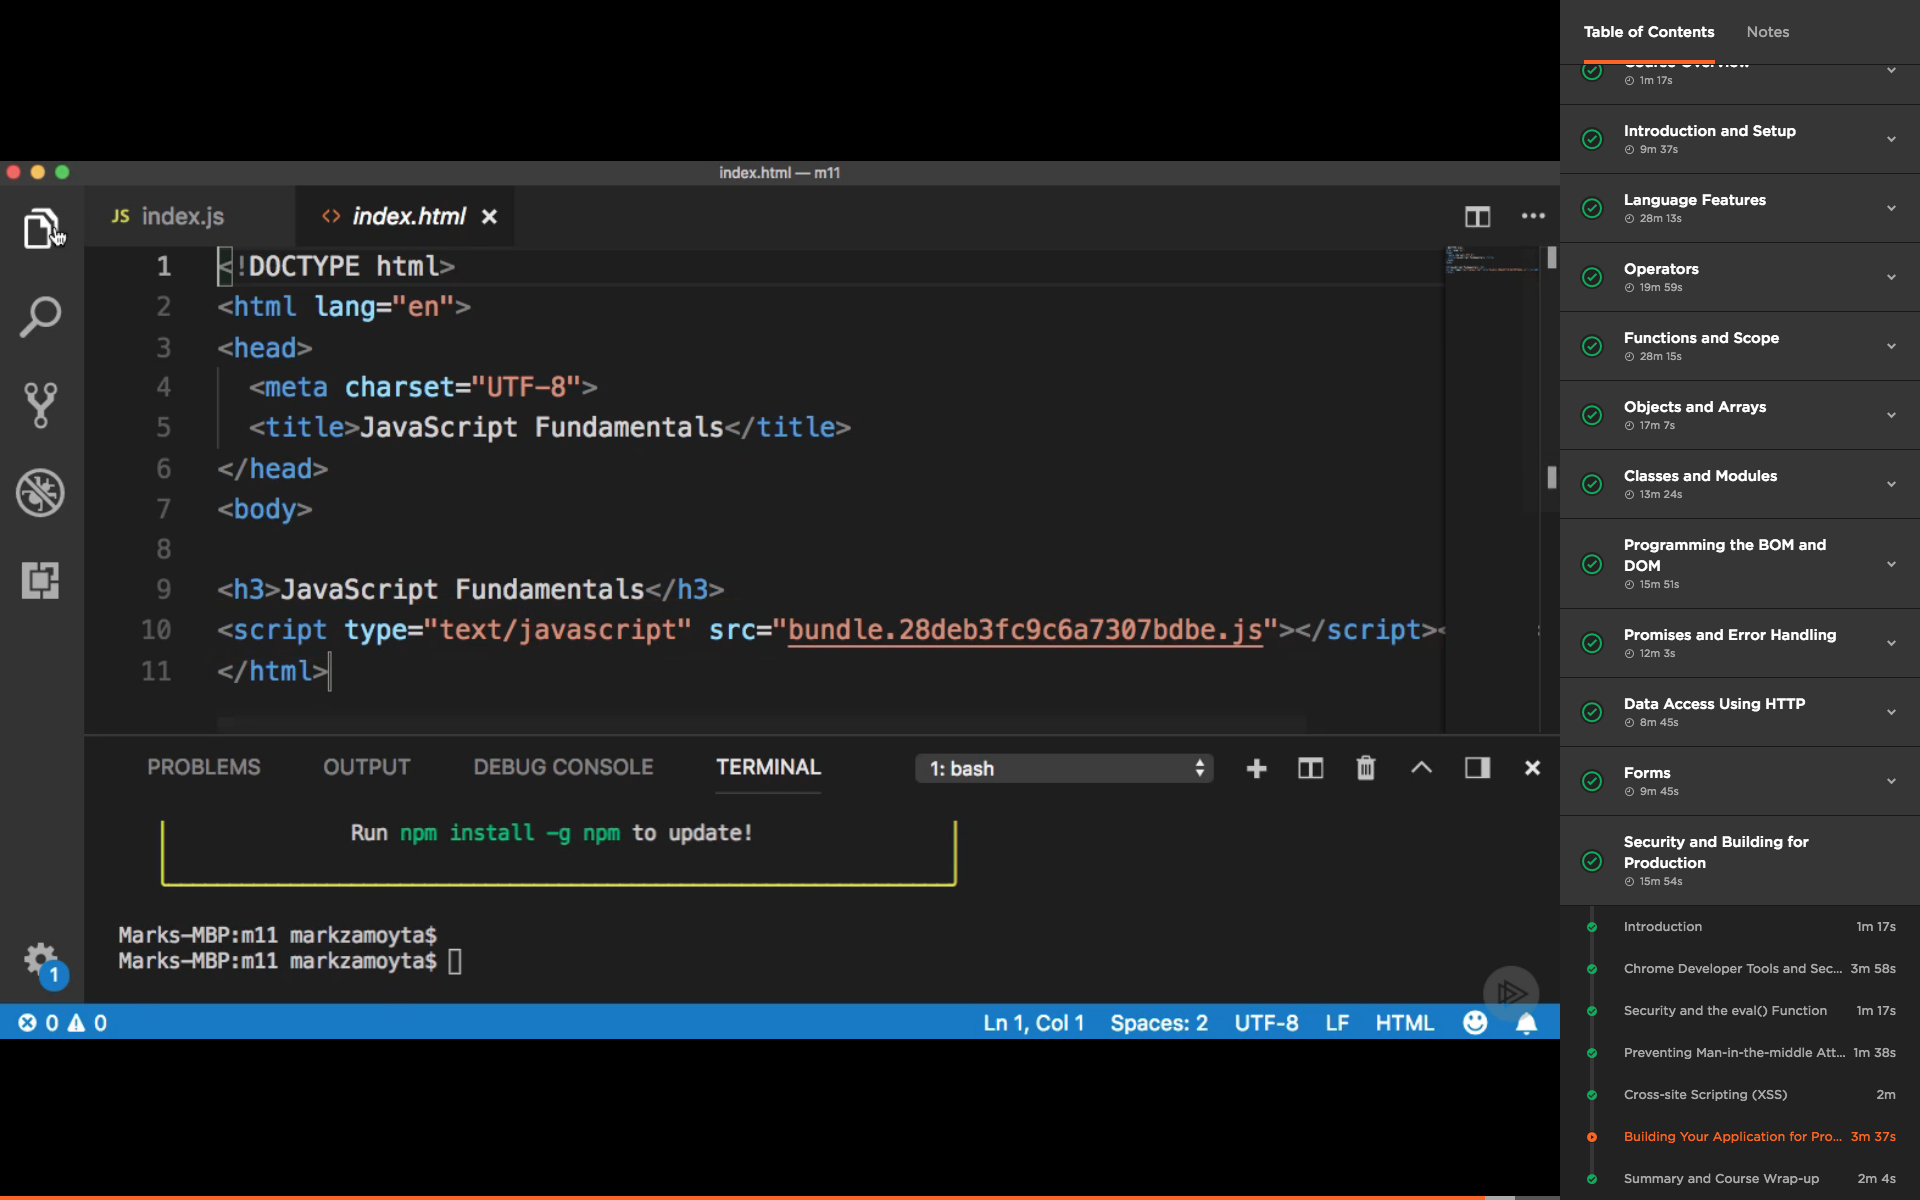 index.html — m11
JS index.js
<> index.html
1 <!DOCTYPE html>
2 <html lang="en">
3 <head>
4 <meta charset="UTF-8">
5 <title>JavaScript Fundamentals</title>
6 </head>
7 <body>
8
9 <h3>JavaScript Fundamentals</h3>
10 <script type="text/javascript" src="bundle.28deb3fc9c6a7307bdbe.js"></script><
11 </html>
PROBLEMS OUTPUT DEBUG CONSOLE TERMINAL 1: bash
Run npm install -g npm to update!
Marks-MBP:m11 markzamoyta$
Marks-MBP:m11 markzamoyta$
1
0 0 Ln 1, Col 1 Spaces: 2 UTF-8 LF HTML
Table of Contents Notes
Course Overview
1m 17s
Introduction and Setup
9m 37s
Language Features
28m 13s
Operators
19m 59s
Functions and Scope
28m 15s
Objects and Arrays
17m 7s
Classes and Modules
13m 24s
Programming the BOM and
DOM
15m 51s
Promises and Error Handling
12m 3s
Data Access Using HTTP
8m 45s
Forms
9m 45s
Security and Building for
Production
15m 54s
Introduction 1m 17s
Chrome Developer Tools and Sec... 3m 58s
Security and the eval() Function 1m 17s
Preventing Man-in-the-middle Att... 1m 38s
Cross-site Scripting (XSS) 2m
Building Your Application for Pro... 3m 37s
Summary and Course Wrap-up 2m 4s